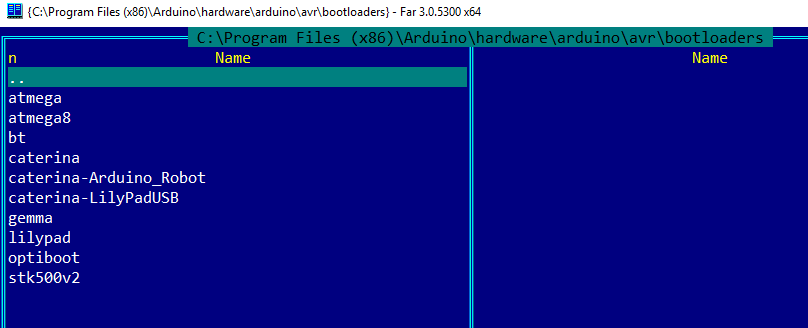 {C:\Program Files (x86)\Arduino\hardware\arduino\avr\bootloaders} - Far 3.0.5300 x64
C:\Program Files (x86)\Arduino\hardware\arduino\avr\bootloaders
n Name Name
..
atmega
atmega8
bt
caterina
caterina-Arduino_Robot
caterina-LilyPadUSB
gemma
lilypad
optiboot
stk500v2